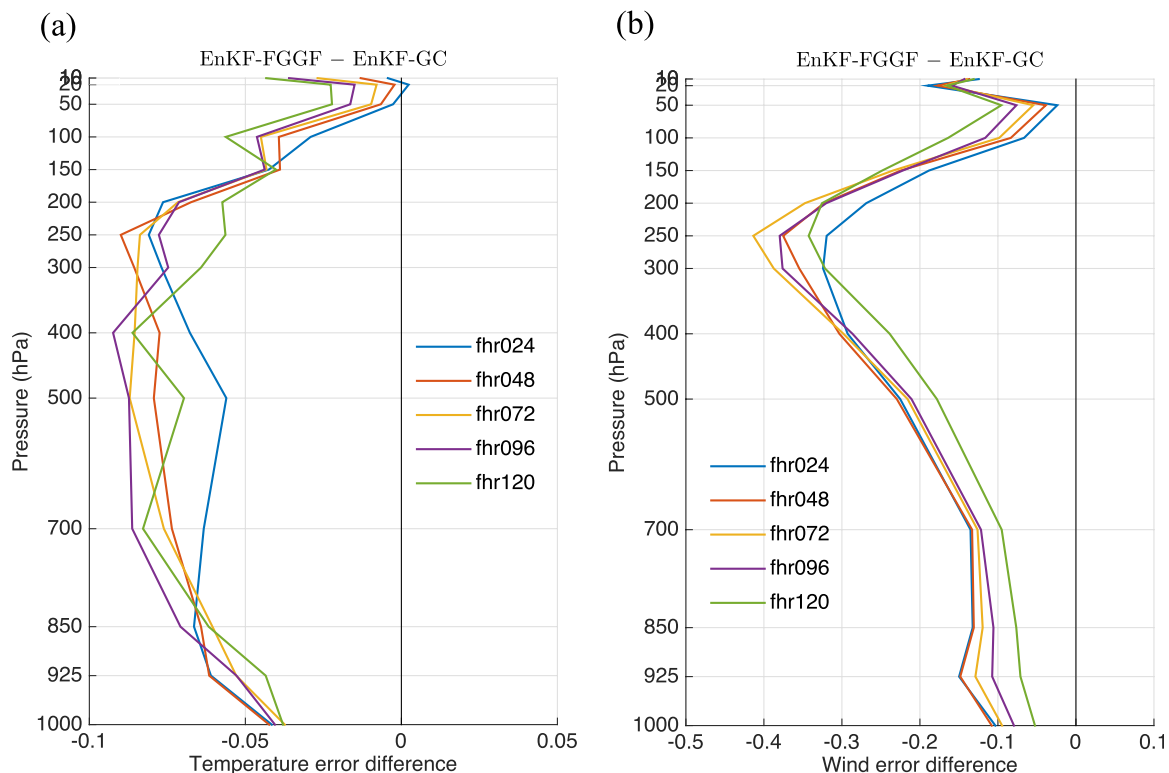 (a)
EnKF-FGGF − EnKF-GC
10
20
50
100
150
200
250
300
400
500
700
850
925
1000
Pressure (hPa)
fhr024
fhr048
fhr072
fhr096
fhr120
-0.1
-0.05
0
0.05
Temperature error difference
(b)
EnKF-FGGF − EnKF-GC
10
20
50
100
150
200
250
300
400
500
700
850
925
1000
Pressure (hPa)
fhr024
fhr048
fhr072
fhr096
fhr120
-0.5
-0.4
-0.3
-0.2
-0.1
0
0.1
Wind error difference